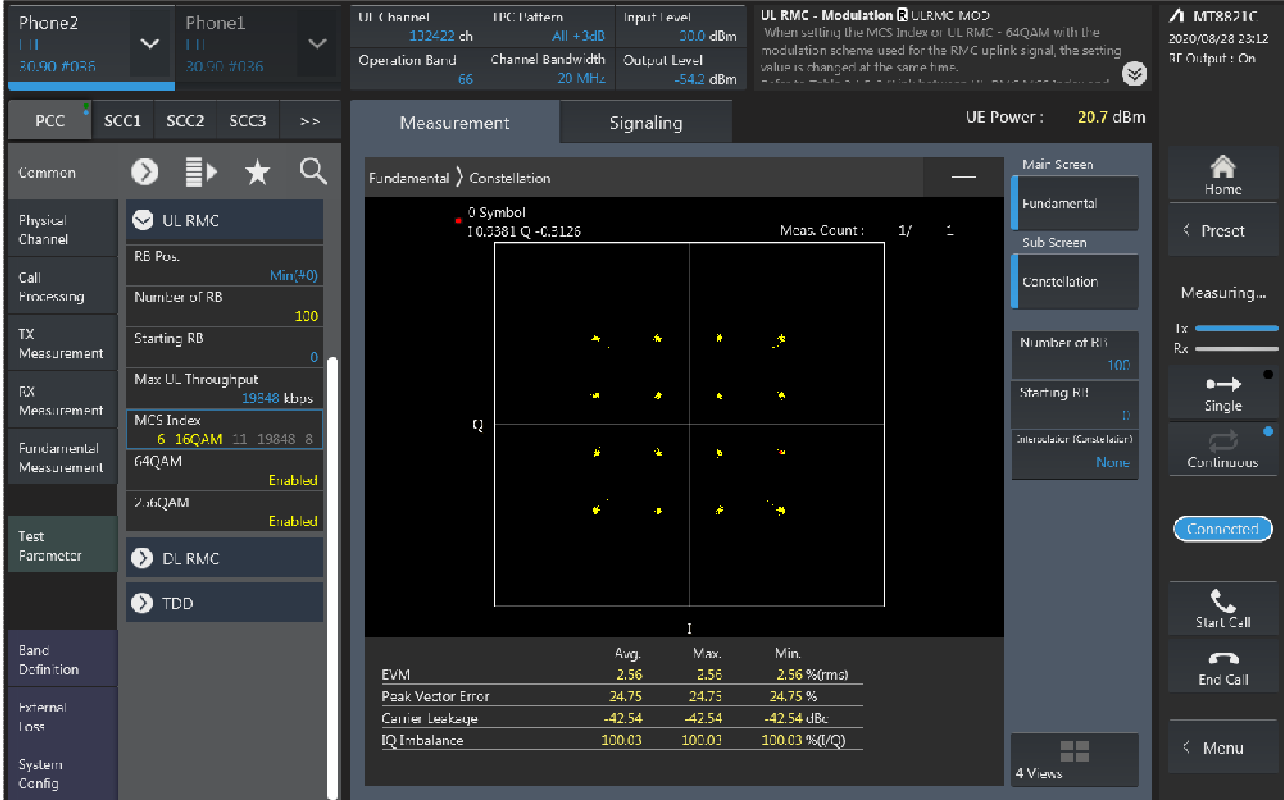 Phone2
LTE
30.90 #036
Phone1
LTE
30.90 #036
UL Channel
132422 ch
TPC Pattern
All +3dB
Input Level
30.0 dBm
Operation Band
66
Channel Bandwidth
20 MHz
Output Level
-54.2 dBm
UL RMC - Modulation R ULRMC_MOD
When setting the MCS Index or UL RMC - 64QAM with the
modulation scheme used for the RMC uplink signal, the setting
value is changed at the same time.
MT8821C
2020/08/28 23:12
RF Output : On
PCC
SCC1
SCC2
SCC3
>>
Measurement
Signaling
UE Power :
20.7 dBm
Common
Physical
Channel
Call
Processing
TX
Measurement
RX
Measurement
Fundamental
Measurement
Test
Parameter
Band
Definition
External
Loss
System
Config
UL RMC
RB Pos.
Min(#0)
Number of RB
100
Starting RB
0
Max UL Throughput
19848 kbps
MCS Index
6 16QAM 11 19848 8
64QAM
Enabled
256QAM
Enabled
DL RMC
TDD
Fundamental
Constellation
0 Symbol
I 0.9381 Q -0.3126
Meas. Count : 1/ 1
Q
I
Avg. Max. Min.
EVM 2.56 2.56 2.56 %(rms)
Peak Vector Error 24.75 24.75 24.75 %
Carrier Leakage -42.54 -42.54 -42.54 dBc
IQ Imbalance 100.03 100.03 100.03 %(I/Q)
Main Screen
Fundamental
Sub Screen
Constellation
Number of RB
100
Starting RB
0
Interpolation (Constellation)
None
4 Views
Home
Preset
Measuring...
Tx
Rx
Single
Continuous
Connected
Start Call
End Call
Menu